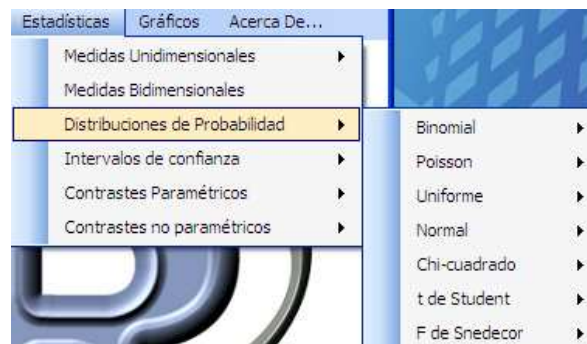 Estadísticas Gráficos Acerca De...
Medidas Unidimensionales
Medidas Bidimensionales
Distribuciones de Probabilidad
Intervalos de confianza
Contrastes Paramétricos
Contrastes no paramétricos
Binomial
Poisson
Uniforme
Normal
Chi-cuadrado
t de Student
F de Snedecor